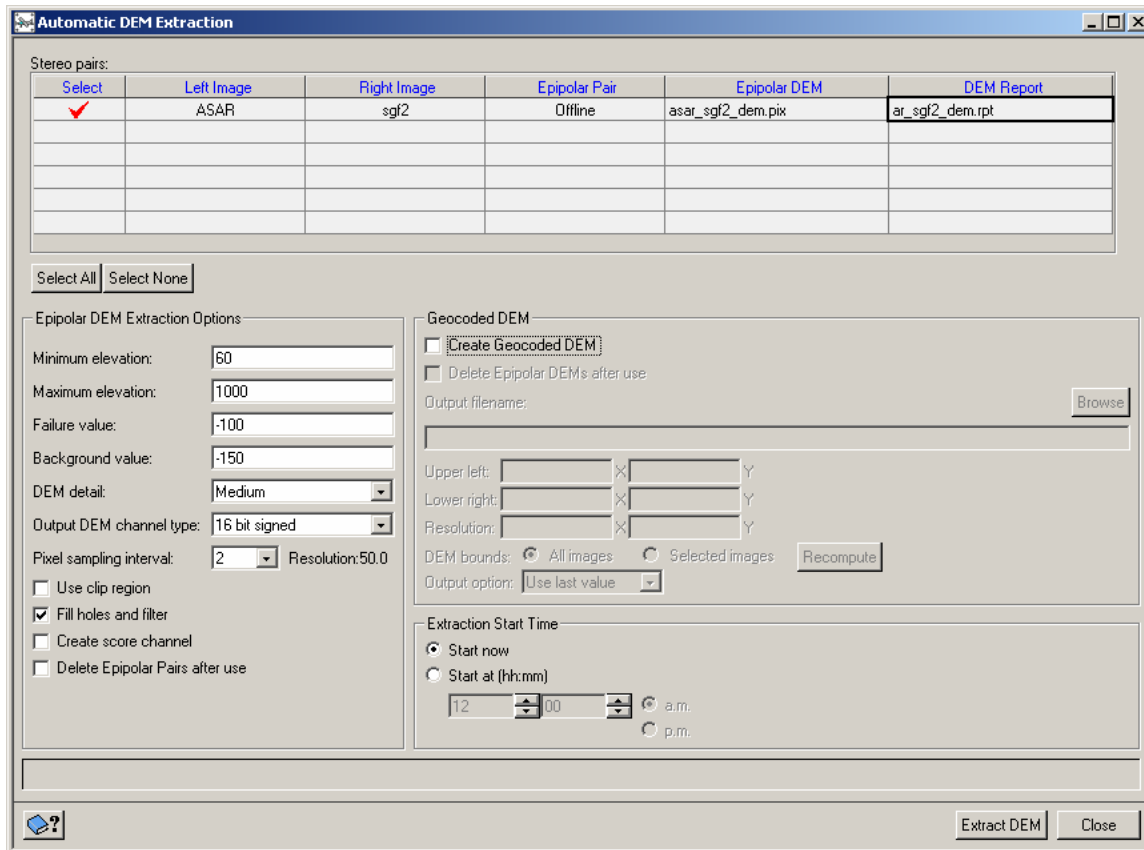 Automatic DEM Extraction
Stereo pairs:
Select Left Image Right Image Epipolar Pair Epipolar DEM DEM Report
ASAR sgf2 Offline asar_sgf2_dem.pix ar_sgf2_dem.rpt
Select All Select None
Epipolar DEM Extraction Options
Minimum elevation: 60
Maximum elevation: 1000
Failure value: -100
Background value: -150
DEM detail: Medium
Output DEM channel type: 16 bit signed
Pixel sampling interval: 2 Resolution:50.0
Use clip region
Fill holes and filter
Create score channel
Delete Epipolar Pairs after use
Geocoded DEM
Create Geocoded DEM
Delete Epipolar DEMs after use
Output filename: Browse
Upper left: X Y
Lower right: X Y
Resolution: X Y
DEM bounds: All images Selected images Recompute
Output option: Use last value
Extraction Start Time
Start now
Start at (hh:mm)
12 00 a.m.
p.m.
? Extract DEM Close